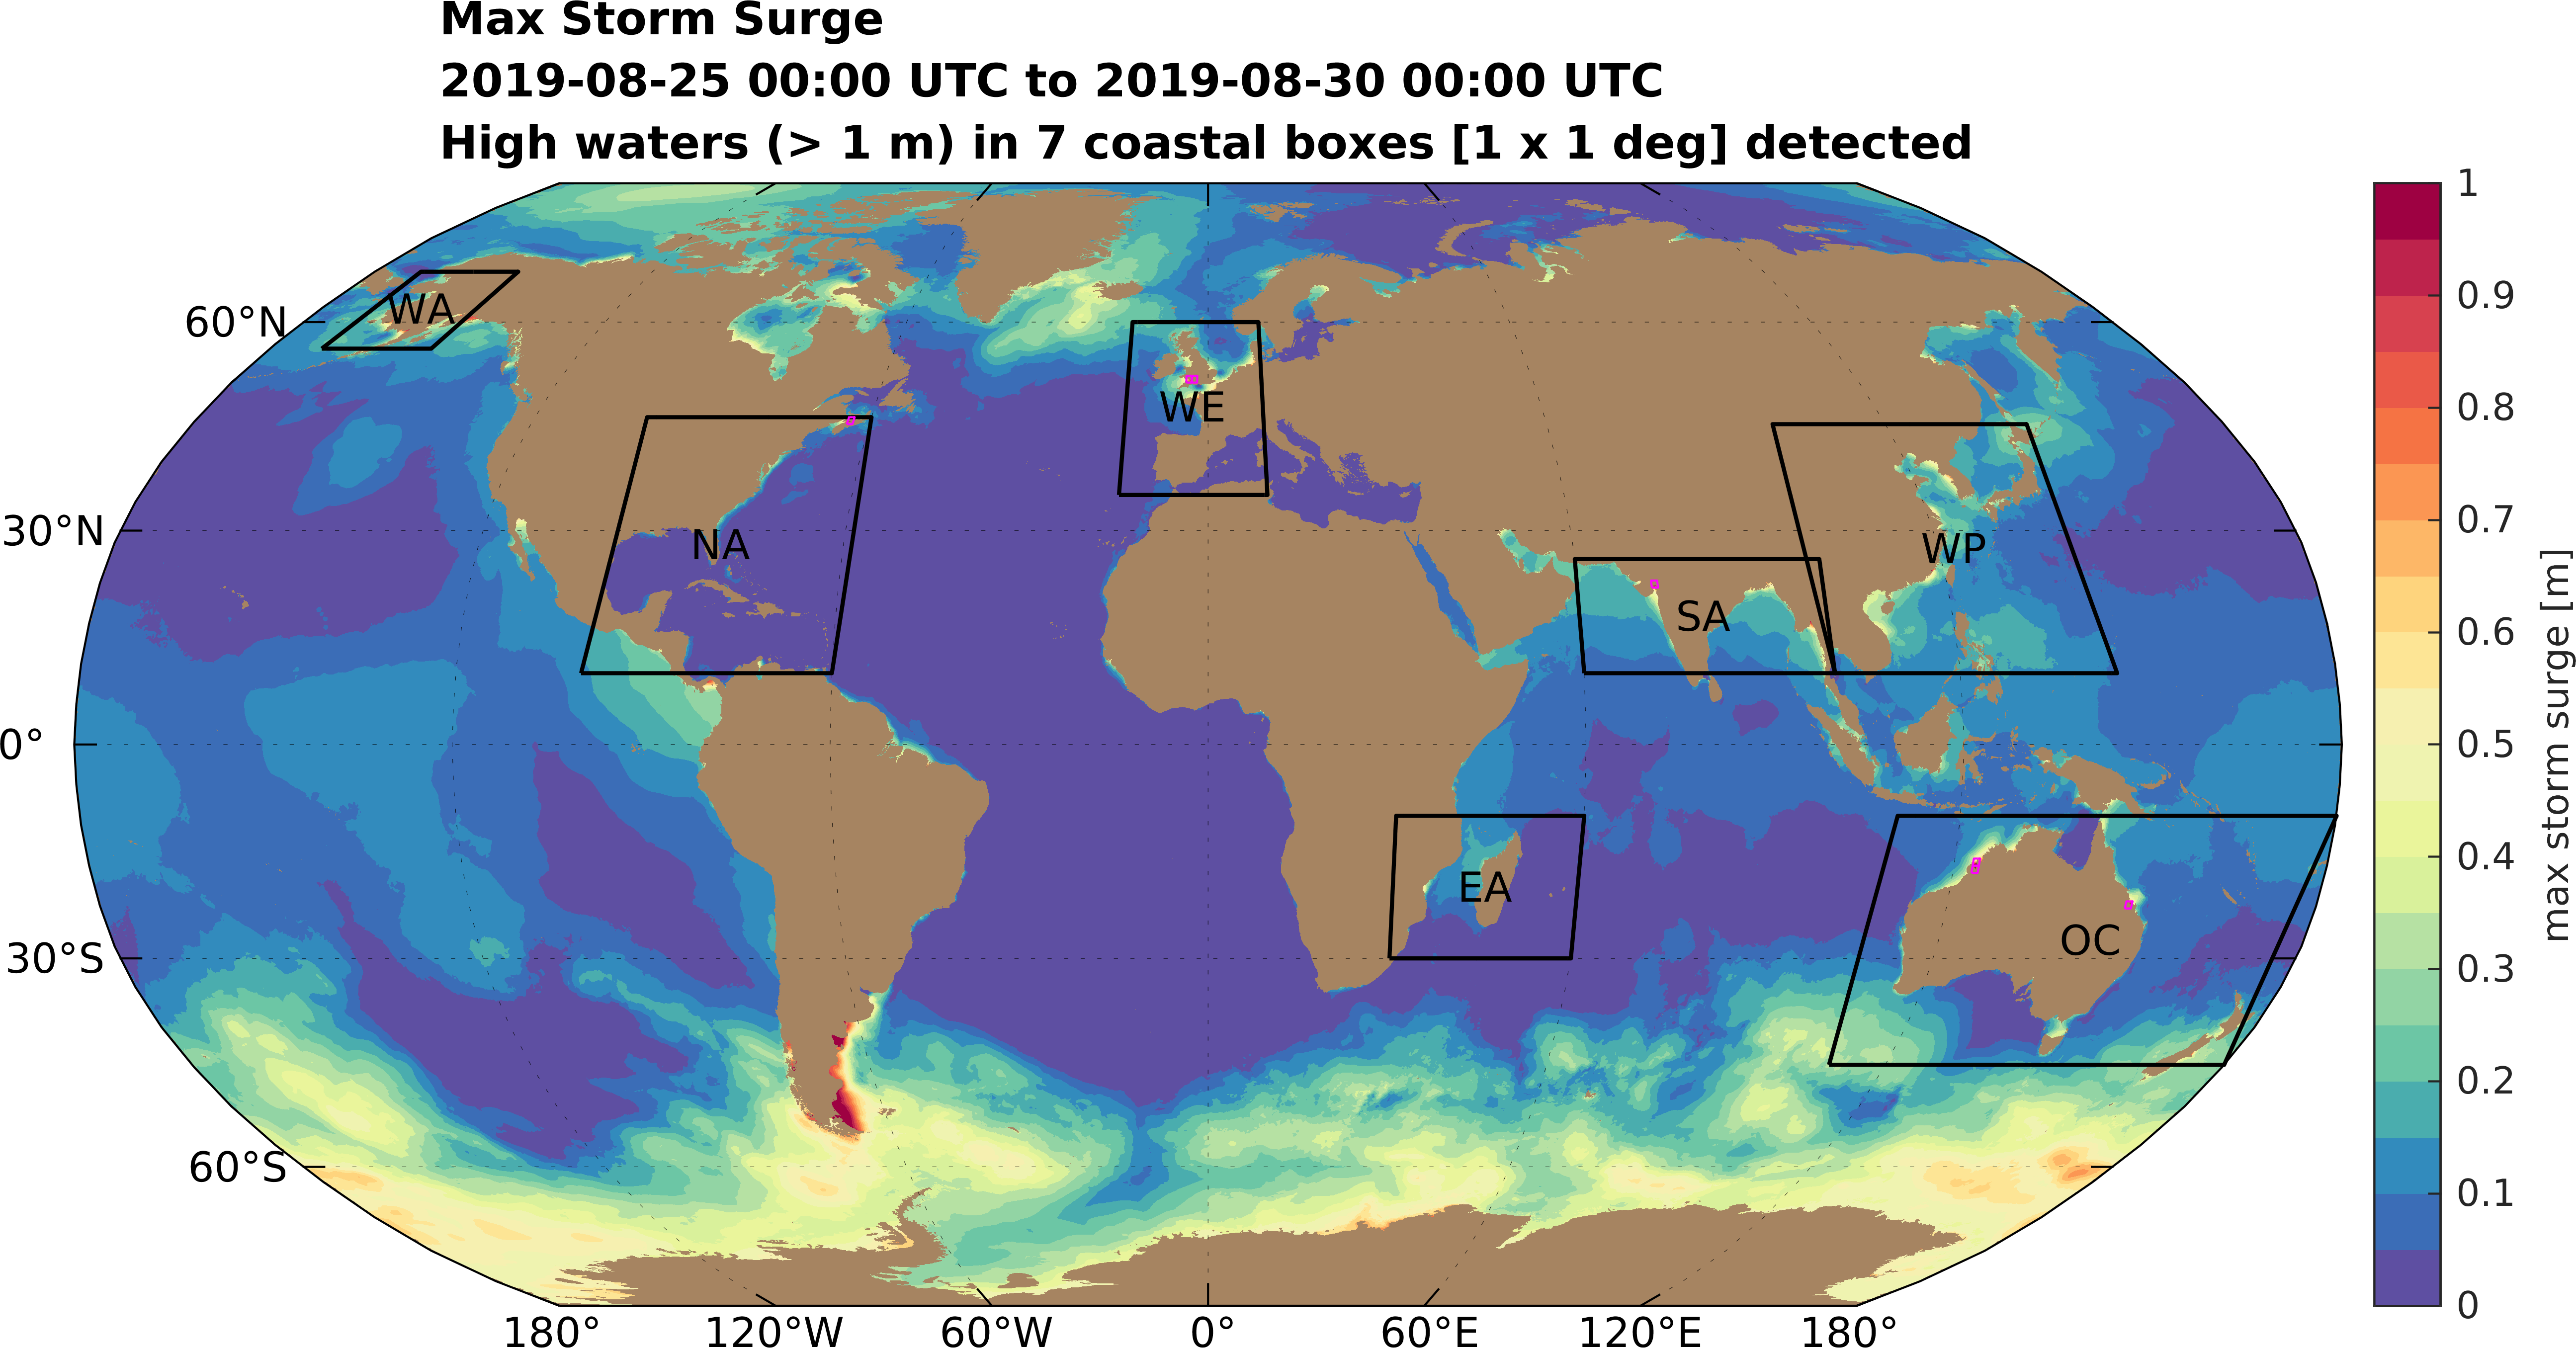 Max Storm Surge
2019-08-25 00:00 UTC to 2019-08-30 00:00 UTC
High waters (> 1 m) in 7 coastal boxes [1 x 1 deg] detected
60°N
30°N
0°
30°S
60°S
WA
NA
WE
SA
WP
EA
OC
180°
120°W
60°W
0°
60°E
120°E
180°
1
0.9
0.8
0.7
0.6
0.5
0.4
0.3
0.2
0.1
0
max storm surge [m]